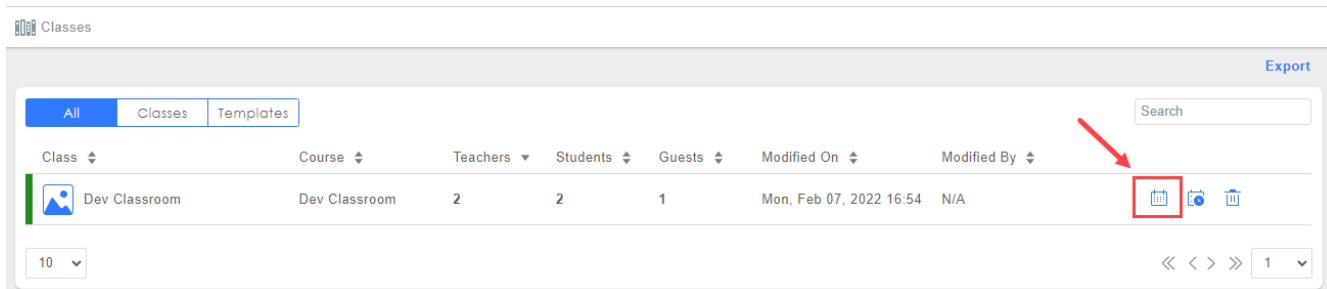 Classes
Export
All Classes Templates Search
Class Course Teachers Students Guests Modified On Modified By
Dev Classroom Dev Classroom 2 2 1 Mon, Feb 07, 2022 16:54 N/A
10 1